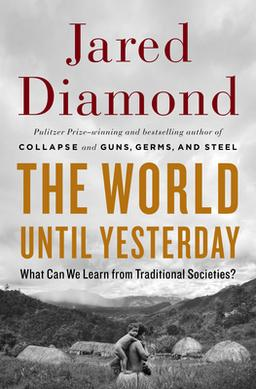 Jared
Diamond
Pulitzer Prize–winning and bestselling author of
COLLAPSE and GUNS, GERMS, AND STEEL
THE WORLD
UNTIL YESTERDAY
What Can We Learn from Traditional Societies?